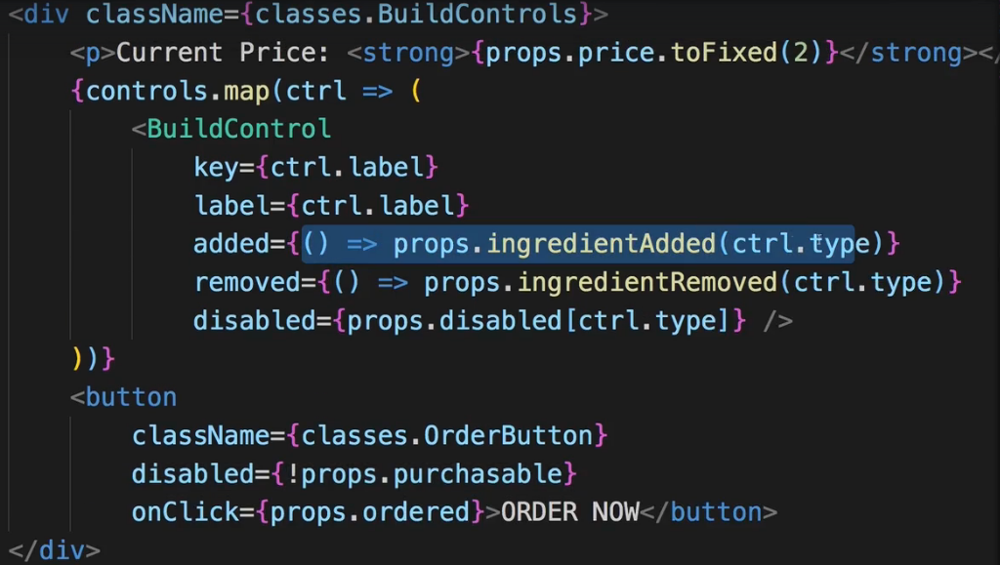 <div className={classes.BuildControls}>
<p>Current Price: <strong>{props.price.toFixed(2)}</strong></
{controls.map(ctrl => (
<BuildControl
key={ctrl.label}
label={ctrl.label}
added={() => props.ingredientAdded(ctrl.type)}
removed={() => props.ingredientRemoved(ctrl.type)}
disabled={props.disabled[ctrl.type]} />
))}
<button
className={classes.OrderButton}
disabled={!props.purchasable}
onClick={props.ordered}>ORDER NOW</button>
</div>